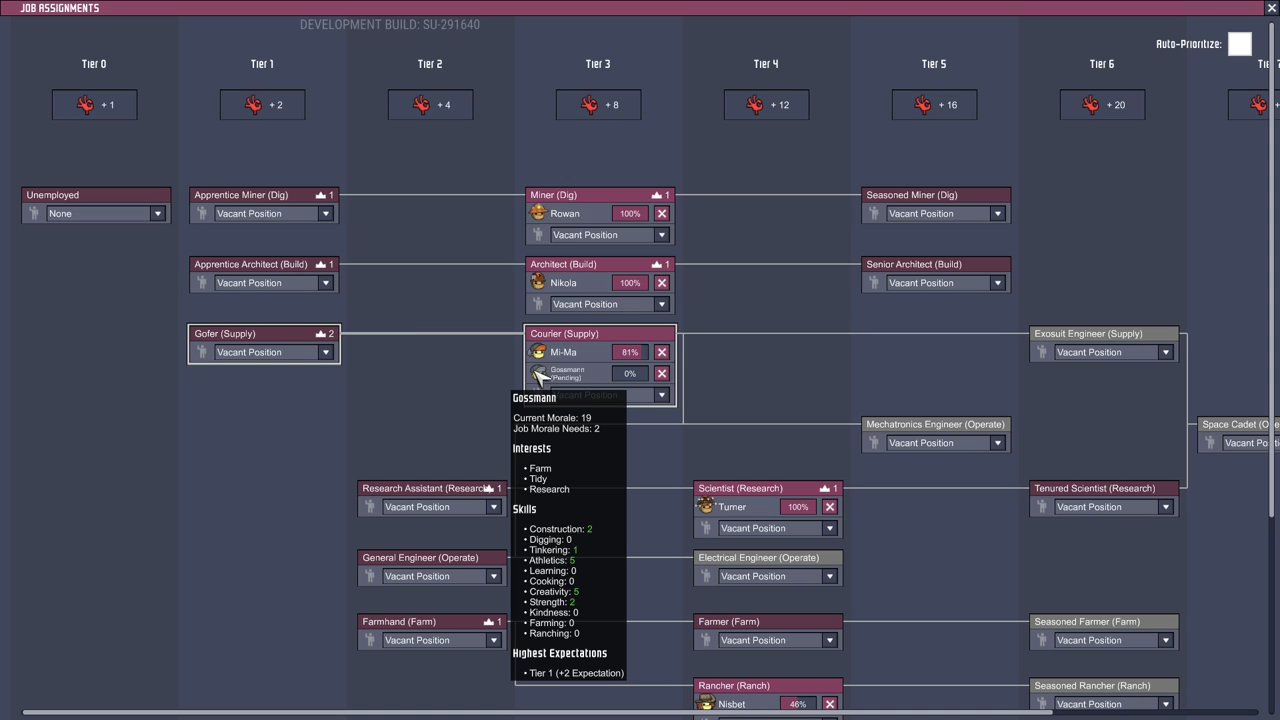 JOB ASSIGNMENTS
DEVELOPMENT BUILD: SU-291640
Auto-Prioritize:
Tier 0
Tier 1
Tier 2
Tier 3
Tier 4
Tier 5
Tier 6
+ 1
+ 2
+ 4
+ 8
+ 12
+ 16
+ 20
Unemployed
None
Apprentice Miner (Dig) 1
Vacant Position
Miner (Dig) 1
Rowan 100%
Vacant Position
Seasoned Miner (Dig)
Vacant Position
Apprentice Architect (Build) 1
Vacant Position
Architect (Build) 1
Nikola 100%
Vacant Position
Senior Architect (Build)
Vacant Position
Gofer (Supply) 2
Vacant Position
Courier (Supply)
Mi-Ma 81%
Gossmann
(Pending) 0%
Vacant Position
Exosuit Engineer (Supply)
Vacant Position
Mechatronics Engineer (Operate)
Vacant Position
Space Cadet
Vacant
Research Assistant 1
Vacant Position
Scientist (Research) 1
Turner 100%
Vacant Position
Tenured Scientist (Research)
Vacant Position
General Engineer (Operate)
Vacant Position
Electrical Engineer (Operate)
Vacant Position
Farmhand (Farm) 1
Vacant Position
Farmer (Farm)
Vacant Position
Seasoned Farmer (Farm)
Vacant Position
Rancher (Ranch)
Nisbet 46%
Seasoned Rancher (Ranch)
Vacant Position
Gossmann
Current Morale: 19
Job Morale Needs: 2
Interests
• Farm
• Tidy
• Research
Skills
• Construction: 2
• Digging: 0
• Tinkering: 1
• Athletics: 5
• Learning: 0
• Cooking: 0
• Creativity: 5
• Strength: 2
• Kindness: 0
• Farming: 0
• Ranching: 0
Highest Expectations
• Tier 1 (+2 Expectation)